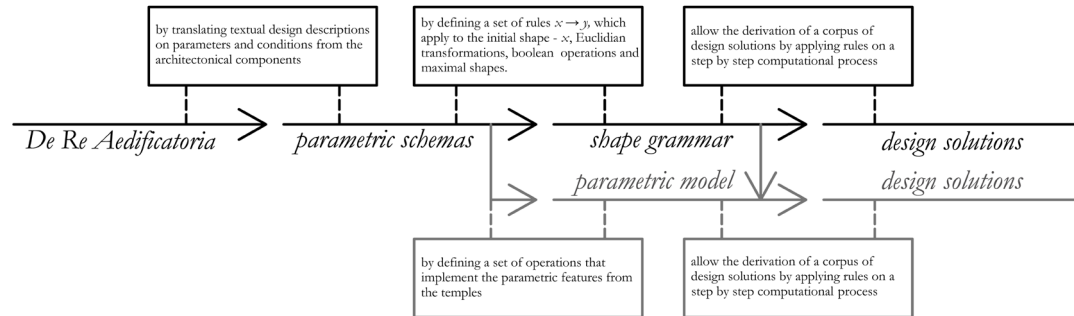 by translating textual design descriptions
on parameters and conditions from the
architectonical components
by defining a set of rules x → y, which
apply to the initial shape - x, Euclidian
transformations, boolean operations and
maximal shapes.
allow the derivation of a corpus of
design solutions by applying rules on a
step by step computational process
De Re Aedificatoria
parametric schemas
shape grammar
design solutions
parametric model
design solutions
by defining a set of operations that
implement the parametric features from
the temples
allow the derivation of a corpus of
design solutions by applying rules on a
step by step computational process